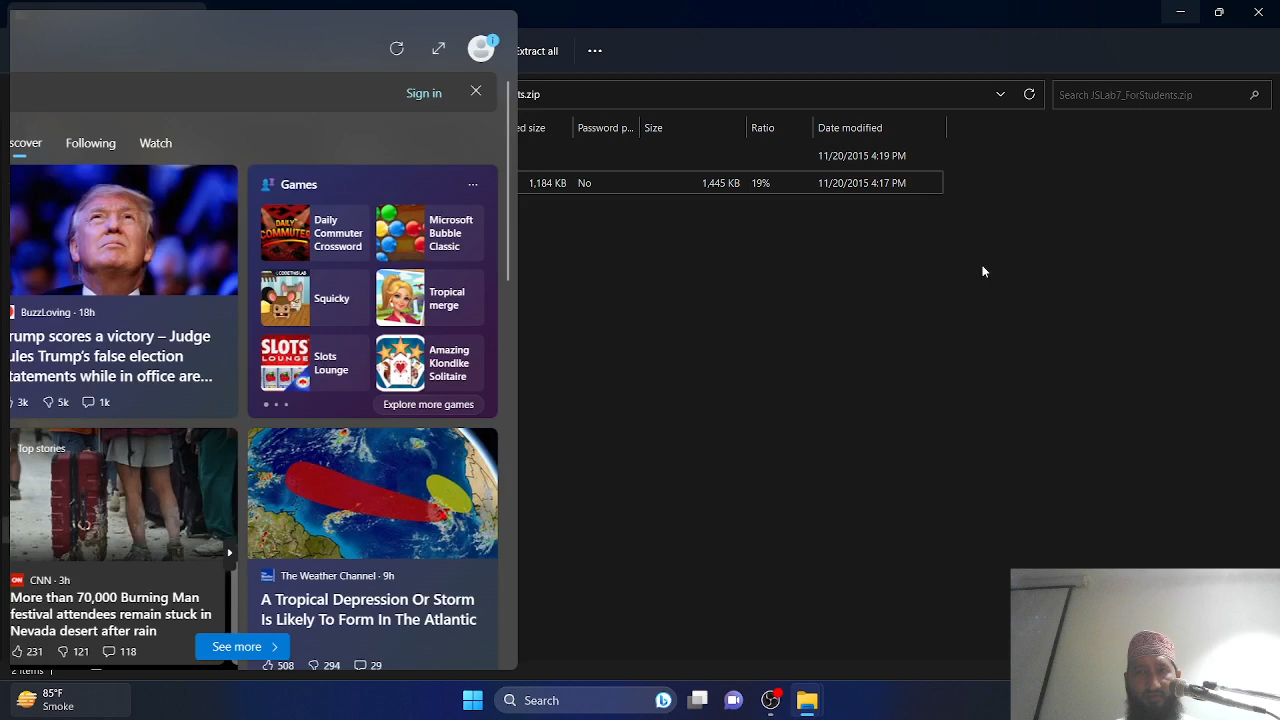 Extract all
Sign in
ts.zip
Search JSLab7_ForStudents.zip
scover
Following
Watch
ed size
Password p...
Size
Ratio
Date modified
11/20/2015 4:19 PM
1,184 KB
No
1,445 KB
19%
11/20/2015 4:17 PM
BuzzLoving · 18h
rump scores a victory – Judge
ules Trump's false election
tatements while in office are...
3k
5k
1k
Games
DAILY
COMMUTER
Daily
Commuter
Crossword
Microsoft
Bubble
Classic
Squicky
Tropical
merge
SLOTS
LOUNGE
Slots
Lounge
Amazing
Klondike
Solitaire
Explore more games
Top stories
CNN · 3h
More than 70,000 Burning Man
festival attendees remain stuck in
Nevada desert after rain
231
121
118
The Weather Channel · 9h
A Tropical Depression Or Storm
Is Likely To Form In The Atlantic
508
294
29
See more
2 items
85°F
Smoke
Search